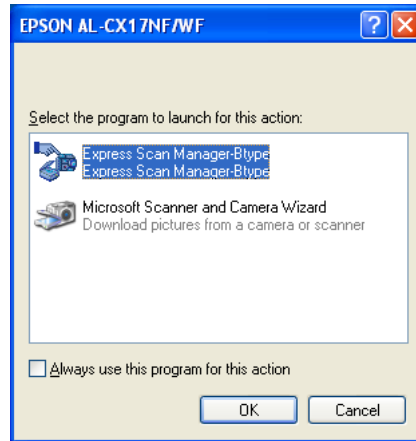 EPSON AL-CX17NF/WF
Select the program to launch for this action:
Express Scan Manager-Btype
Express Scan Manager-Btype
Microsoft Scanner and Camera Wizard
Download pictures from a camera or scanner
Always use this program for this action
OK
Cancel